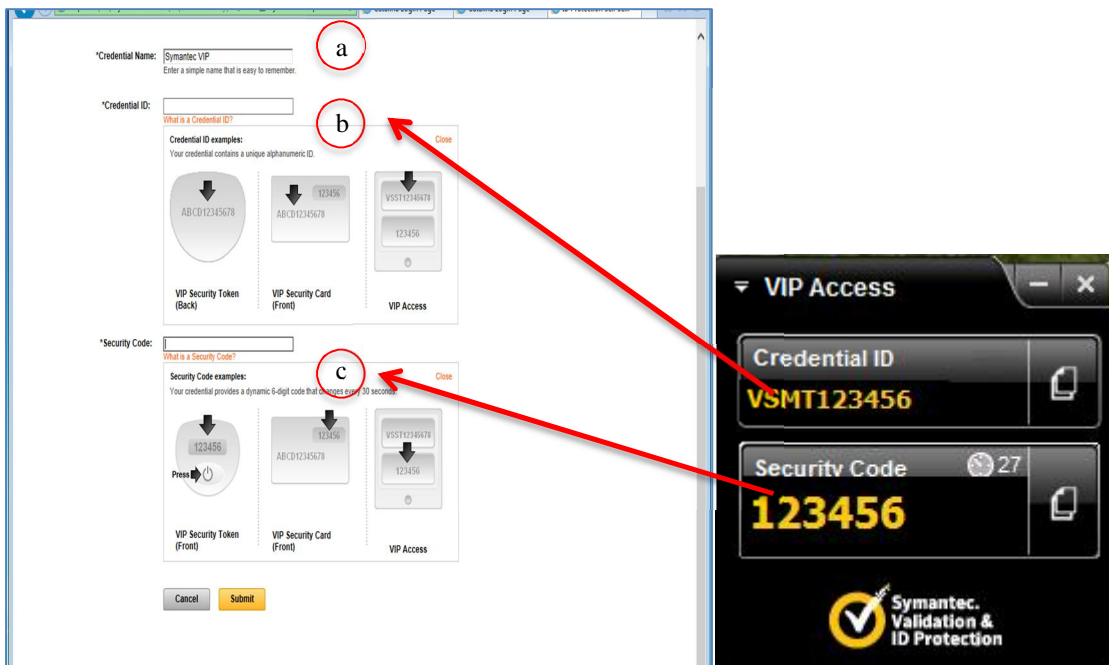 *Credential Name:
Symantec VIP
a
Enter a simple name that is easy to remember.
*Credential ID:
What is a Credential ID?
b
Credential ID examples:
Close
Your credential contains a unique alphanumeric ID.
ABCD12345678
123456
ABCD12345678
VSST12345678
123456
VIP Security Token
(Back)
VIP Security Card
(Front)
VIP Access
*Security Code:
What is a Security Code?
c
Security Code examples:
Close
Your credential provides a dynamic 6-digit code that changes every 30 seconds.
123456
Press
123456
ABCD12345678
VSST12345678
123456
VIP Security Token
(Front)
VIP Security Card
(Front)
VIP Access
Cancel
Submit
VIP Access
Credential ID
VSMT123456
Security Code
27
123456
Symantec.
Validation &
ID Protection